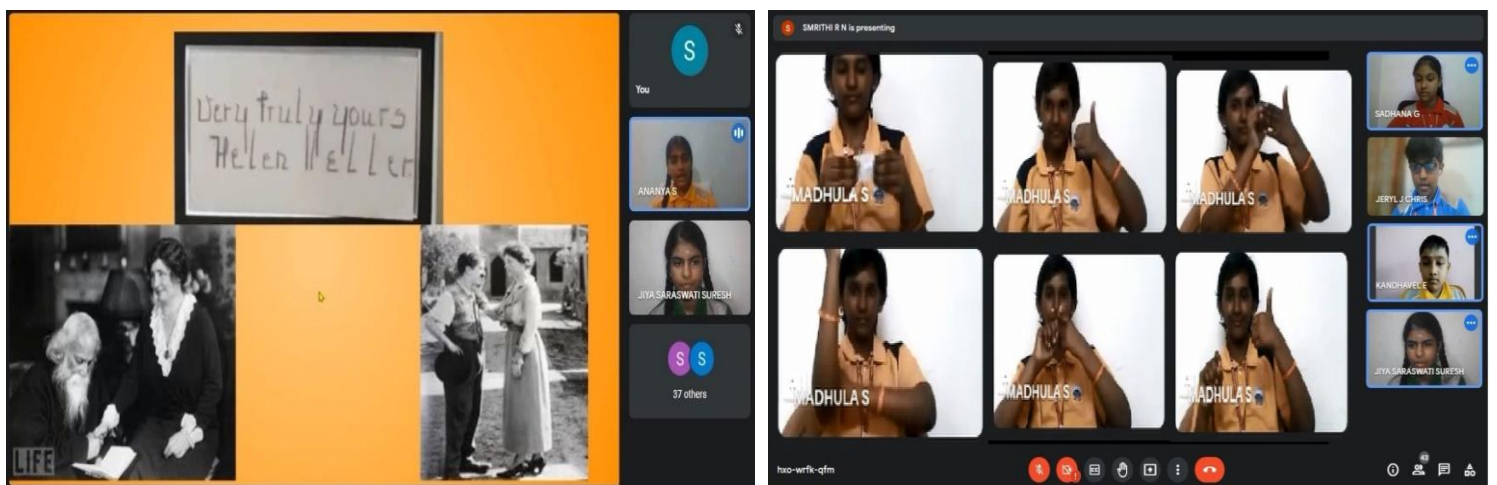 Very truly yours
Helen Keller
LIFE
S
You
ANANYA S
JIYA SARASWATI SURESH
S S
37 others
S SMRITHI R N is presenting
MADHULA S
MADHULA S
MADHULA S
MADHULA S
MADHULA S
MADHULA S
SADHANA G
JERYL J CHRIS
KANDHAVEL E
JIYA SARASWATI SURESH
hxo-wrfk-qfm
43